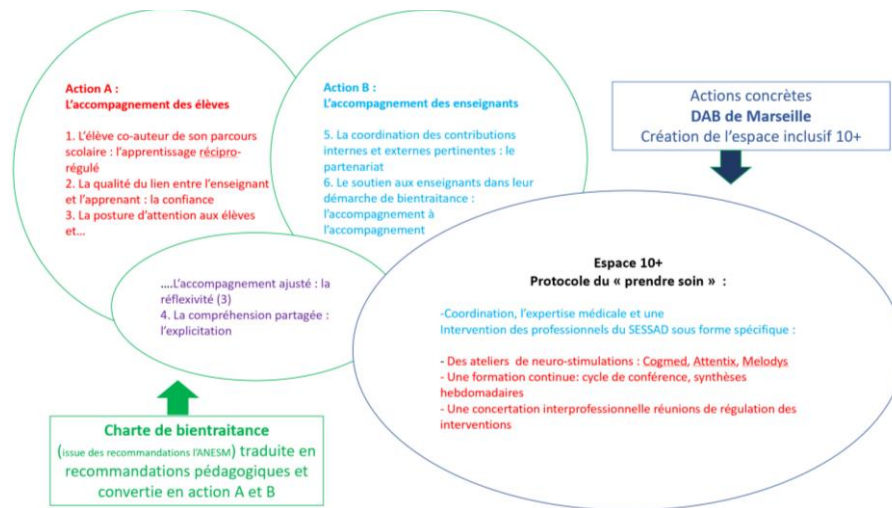 Action A :
L'accompagnement des élèves
1. L'élève co-auteur de son parcours
scolaire : l'apprentissage récipro-
régulé
2. La qualité du lien entre l'enseignant
et l'apprenant : la confiance
3. La posture d'attention aux élèves
et...
Action B :
L'accompagnement des enseignants
5. La coordination des contributions
internes et externes pertinentes : le
partenariat
6. Le soutien aux enseignants dans leur
démarche de bientraitance :
l'accompagnement à
l'accompagnement
....L'accompagnement ajusté : la
réflexivité (3)
4. La compréhension partagée :
l'explicitation
Charte de bientraitance
(issue des recommandations l'ANESM) traduite en
recommandations pédagogiques et
convertie en action A et B
Actions concrètes
DAB de Marseille
Création de l'espace inclusif 10+
Espace 10+
Protocole du « prendre soin » :
-Coordination, l'expertise médicale et une
Intervention des professionnels du SESSAD sous forme spécifique :
- Des ateliers de neuro-stimulations : Cogmed, Attentix, Melodys
- Une formation continue: cycle de conférence, synthèses
hebdomadaires
- Une concertation interprofessionnelle réunions de régulation des
interventions